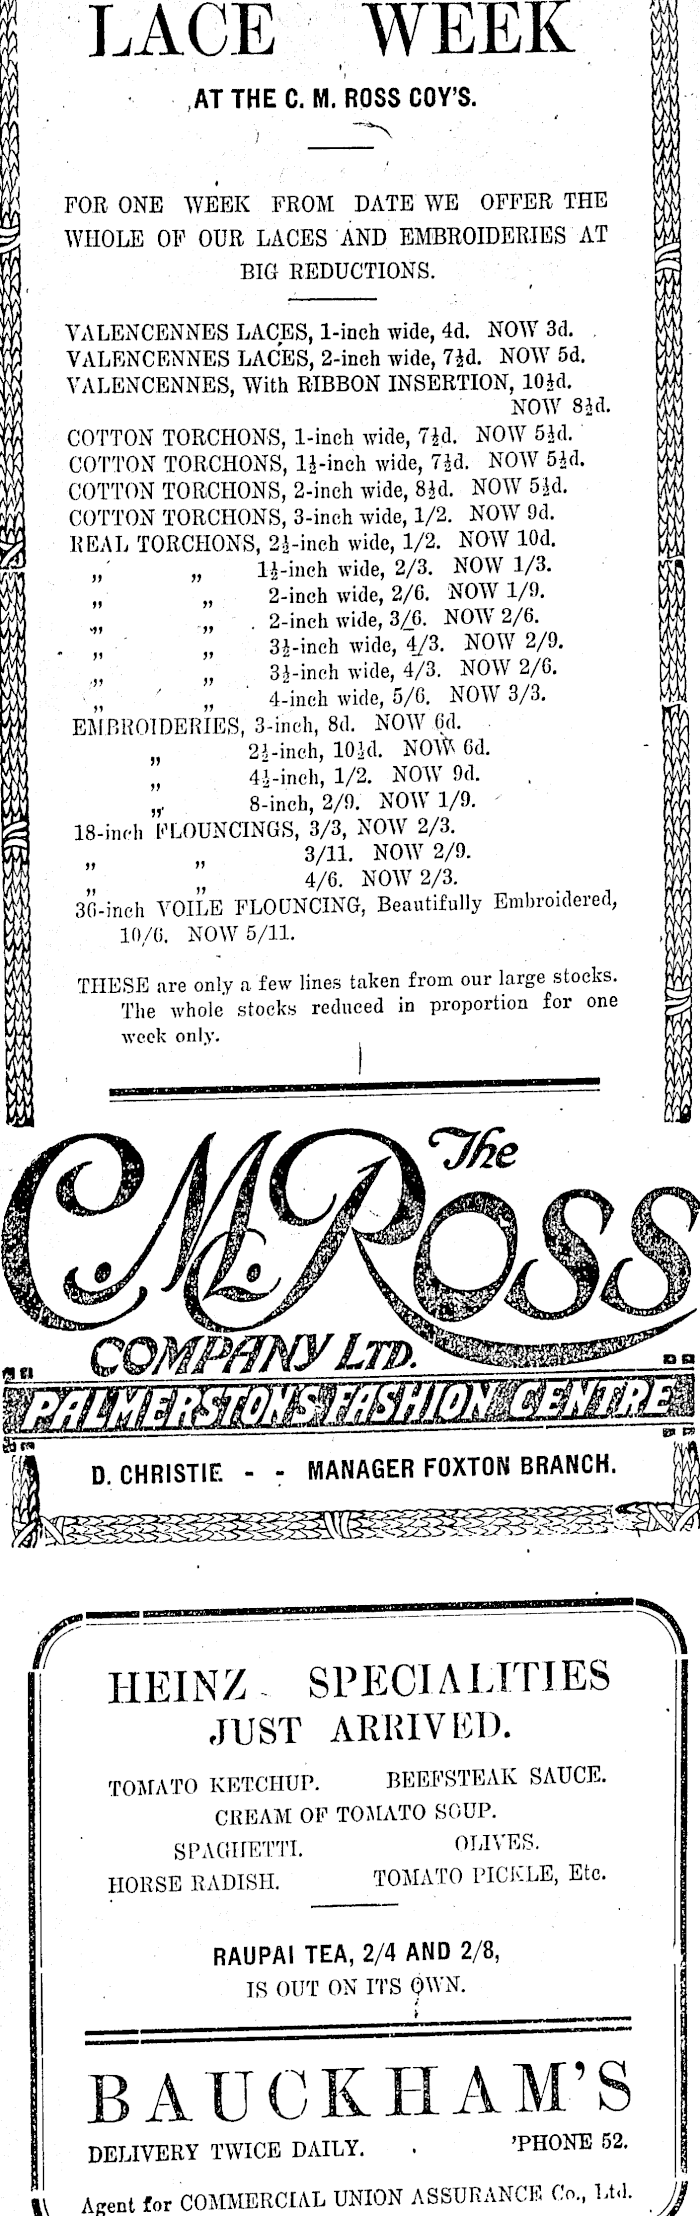 LACE WEEK
AT THE C. M. ROSS COY'S.
FOR ONE WEEK FROM DATE WE OFFER THE
WHOLE OF OUR LACES AND EMBROIDERIES AT
BIG REDUCTIONS.
VALENCENNES LACES, 1-inch wide, 4d. NOW 3d.
VALENCENNES LACES, 2-inch wide, 7½d. NOW 5d.
VALENCENNES, With RIBBON INSERTION, 10½d.
NOW 8½d.
COTTON TORCHONS, 1-inch wide, 7½d. NOW 5½d.
COTTON TORCHONS, 1½-inch wide, 7½d. NOW 5½d.
COTTON TORCHONS, 2-inch wide, 8½d. NOW 5½d.
COTTON TORCHONS, 3-inch wide, 1/2. NOW 9d.
REAL TORCHONS, 2½-inch wide, 1/2. NOW 10d.
„ „ 1½-inch wide, 2/3. NOW 1/3.
„ „ 2-inch wide, 2/6. NOW 1/9.
„ „ 2-inch wide, 3/6. NOW 2/6.
„ „ 3½-inch wide, 4/3. NOW 2/9.
„ „ 3½-inch wide, 4/3. NOW 2/6.
„ „ 4-inch wide, 5/6. NOW 3/3.
EMBROIDERIES, 3-inch, 8d. NOW 6d.
„ 2½-inch, 10½d. NOW 6d.
„ 4½-inch, 1/2. NOW 9d.
„ 8-inch, 2/9. NOW 1/9.
18-inch FLOUNCINGS, 3/3, NOW 2/3.
„ „ 3/11. NOW 2/9.
„ „ 4/6. NOW 2/3.
36-inch VOILE FLOUNCING, Beautifully Embroidered,
10/6. NOW 5/11.
THESE are only a few lines taken from our large stocks.
The whole stocks reduced in proportion for one
week only.
The
C. M. Ross
COMPANY LTD.
PALMERSTON'S FASHION CENTRE
D. CHRISTIE - - MANAGER FOXTON BRANCH.
HEINZ SPECIALITIES
JUST ARRIVED.
TOMATO KETCHUP. BEEFSTEAK SAUCE.
CREAM OF TOMATO SOUP.
SPAGHETTI. OLIVES.
HORSE RADISH. TOMATO PICKLE, Etc.
RAUPAI TEA, 2/4 AND 2/8,
IS OUT ON ITS OWN.
BAUCKHAM'S
DELIVERY TWICE DAILY. 'PHONE 52.
Agent for COMMERCIAL UNION ASSURANCE Co., Ltd.